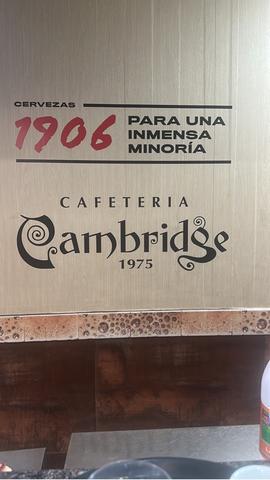 CERVEZAS
1906
PARA UNA
INMENSA
MINORÍA
CAFETERIA
Cambridge
1975